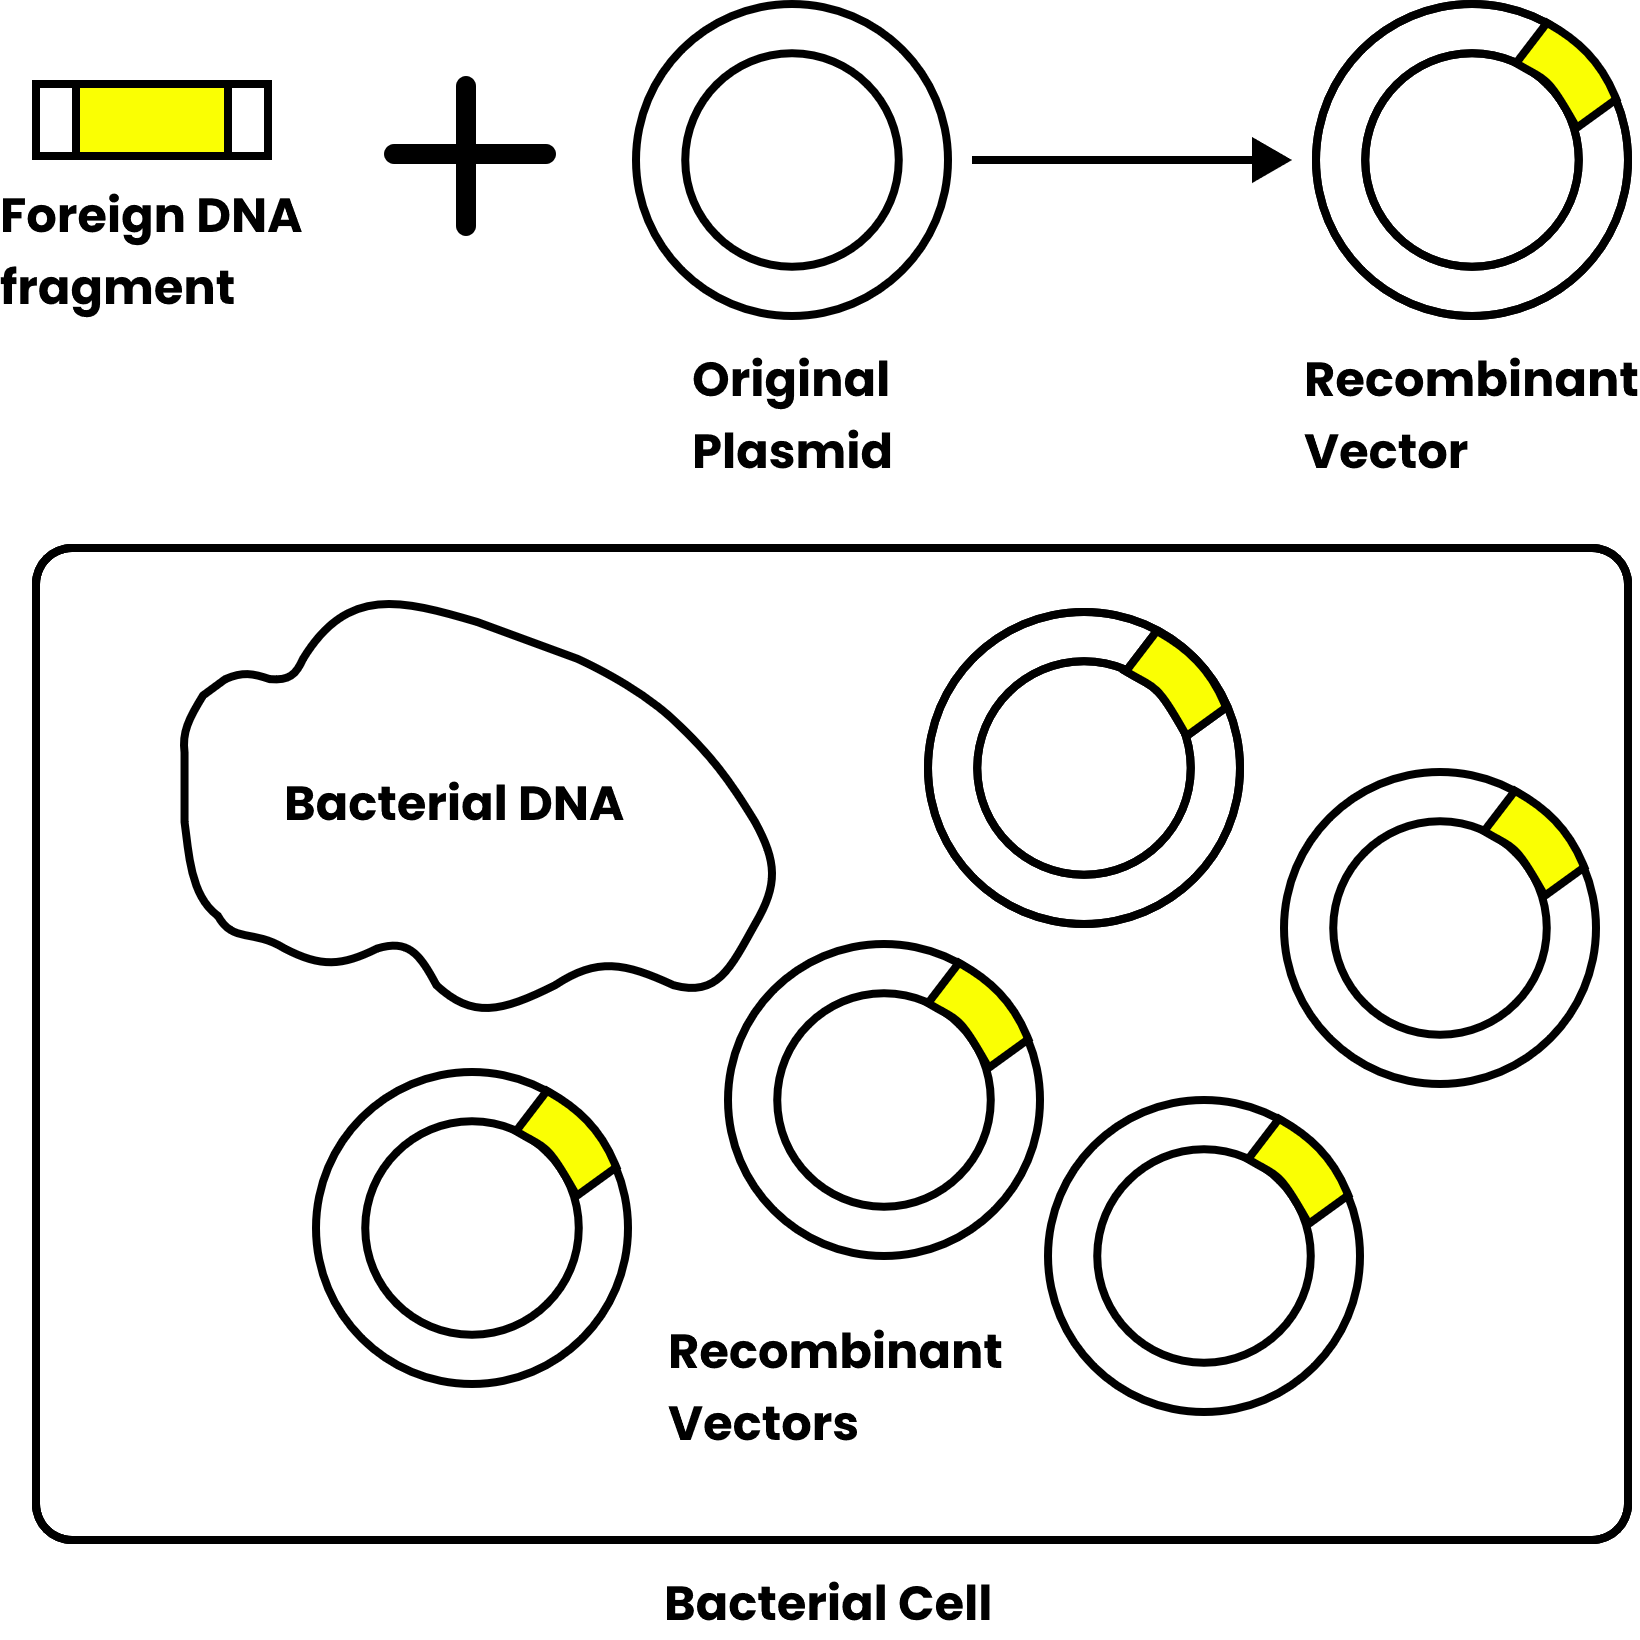 Foreign DNA
fragment
Original
Plasmid
Recombinant
Vector
Bacterial DNA
Recombinant
Vectors
Bacterial Cell